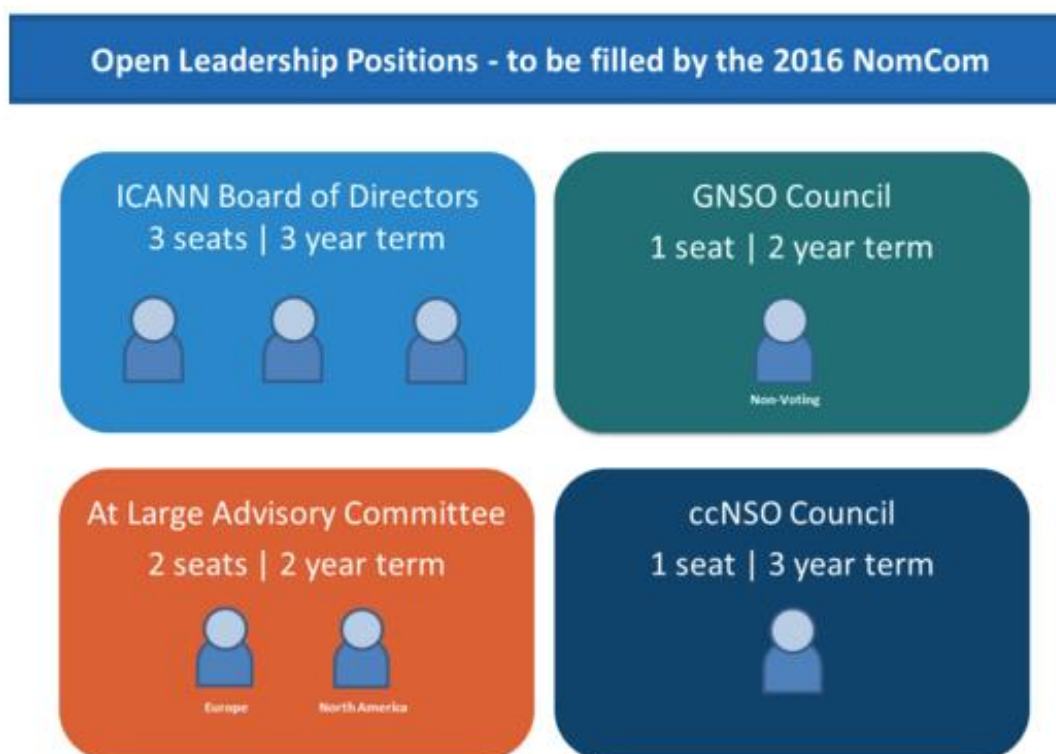 Open Leadership Positions - to be filled by the 2016 NomCom
ICANN Board of Directors
3 seats | 3 year term
GNSO Council
1 seat | 2 year term
Non-Voting
At Large Advisory Committee
2 seats | 2 year term
Europe
North America
ccNSO Council
1 seat | 3 year term